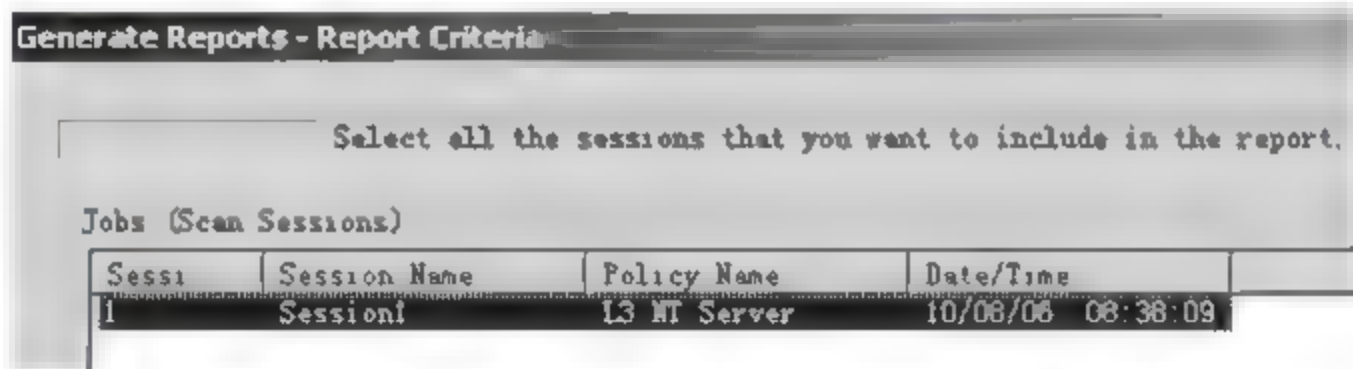 Generate Reports - Report Criteria
Select all the sessions that you want to include in the report.
Jobs (Scan Sessions)
Sessi Session Name Policy Name Date/Time
1 Session1 L3 NT Server 10/08/06 08:38:09